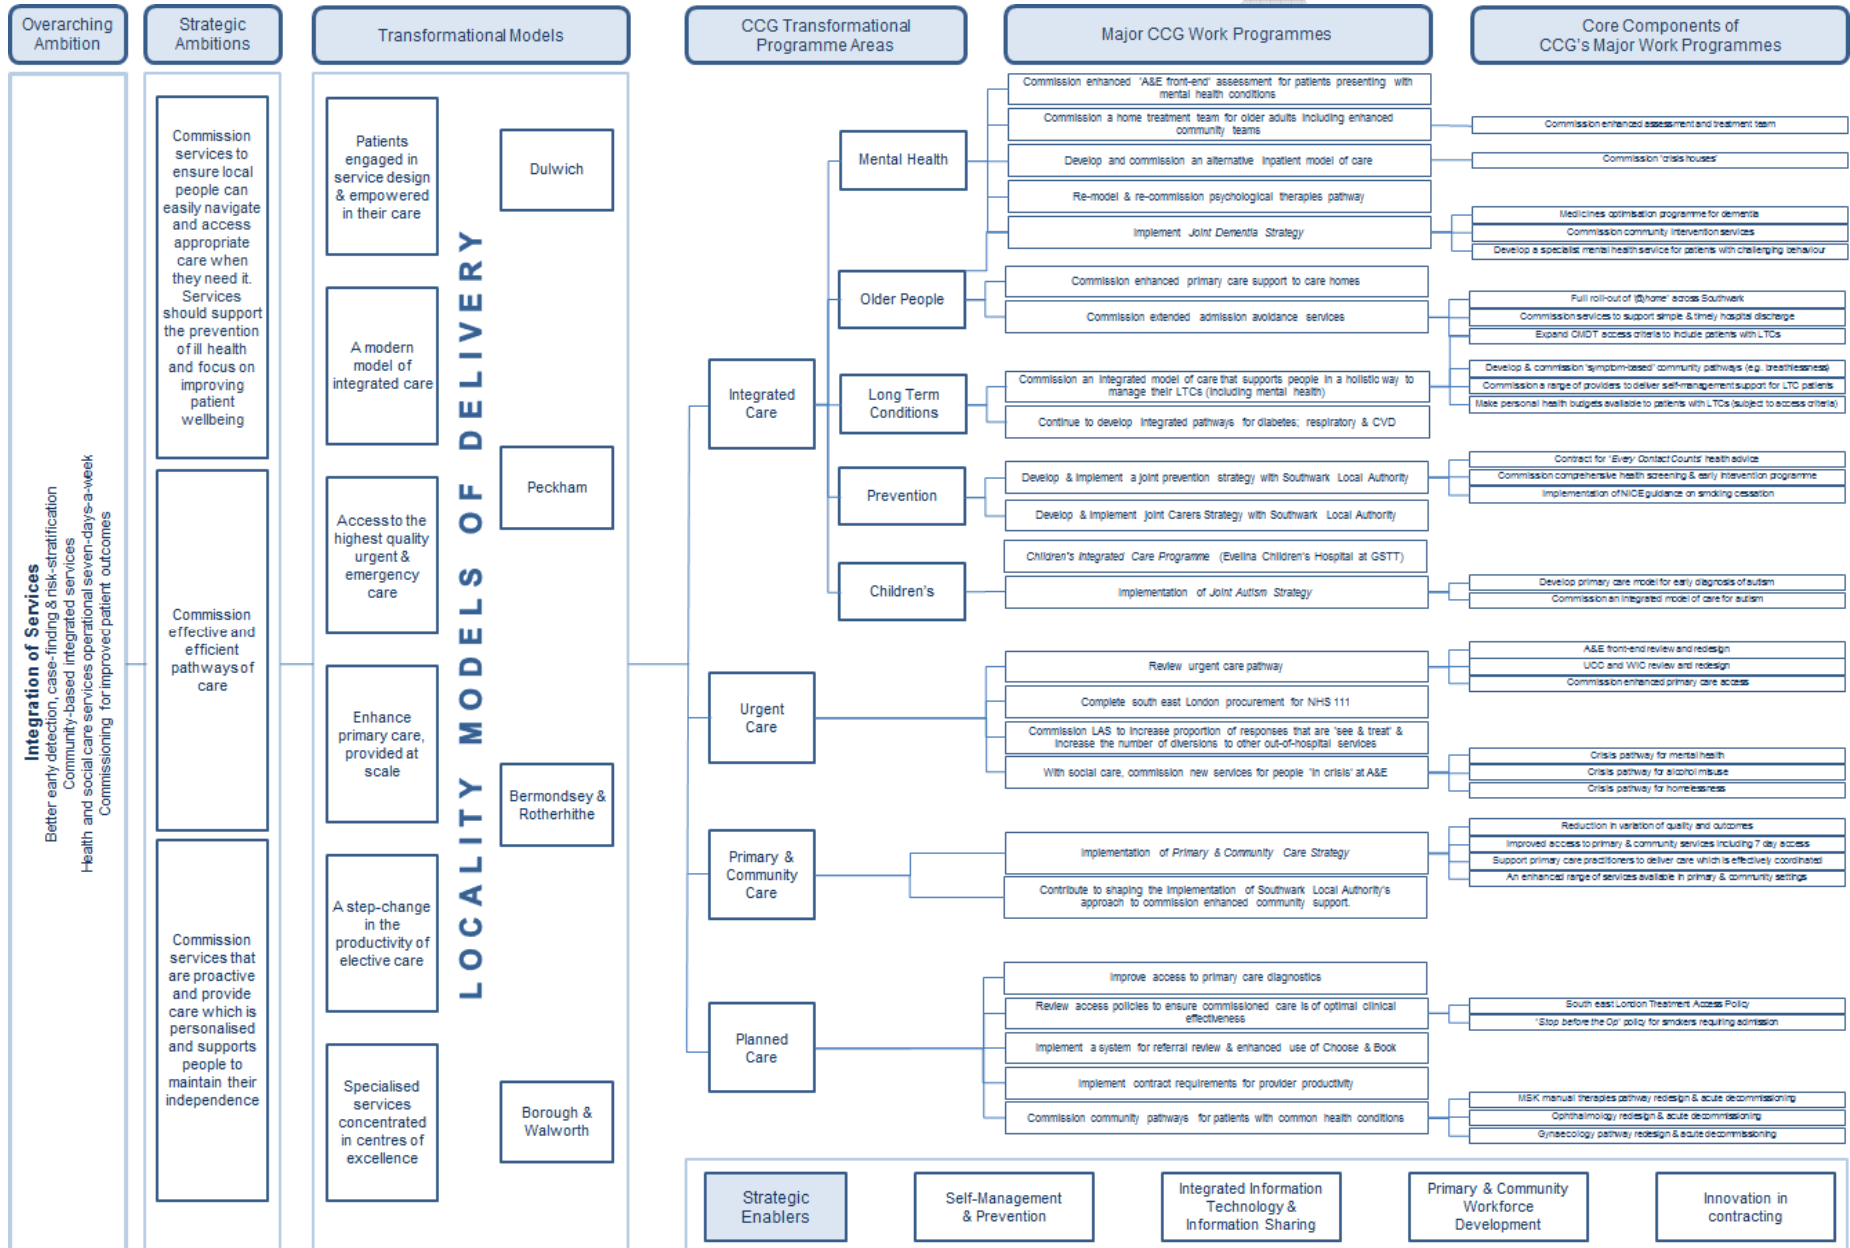 Overarching
Ambition
Strategic
Ambitions
Transformational Models
CCG Transformational
Programme Areas
Major CCG Work Programmes
Core Components of
CCG's Major Work Programmes
Integration of Services
Better early detection, case-finding & risk-stratification
Community-based integrated services
Health and social care services operational seven-days-a-week
Commissioning for improved patient outcomes
Commission
services to
ensure local
people can
easily navigate
and access
appropriate
care when
they need it.
Services
should support
the prevention
of ill health
and focus on
improving
patient
wellbeing
Commission
effective and
efficient
pathways of
care
Commission
services that
are proactive
and provide
care which is
personalised
and supports
people to
maintain their
independence
Patients
engaged in
service design
& empowered
in their care
A modern
model of
integrated care
Access to the
highest quality
urgent &
emergency
care
Enhance
primary care,
provided at
scale
A step-change
in the
productivity of
elective care
Specialised
services
concentrated
in centres of
excellence
LOCALITY MODELS OF DELIVERY
Dulwich
Peckham
Bermondsey &
Rotherhithe
Borough &
Walworth
Integrated
Care
Mental Health
Commission enhanced 'A&E front-end' assessment for patients presenting with
mental health conditions
Commission a home treatment team for older adults including enhanced
community teams
Commission enhanced assessment and treatment team
Develop and commission an alternative inpatient model of care
Commission 'crisis houses'
Re-model & re-commission psychological therapies pathway
Implement Joint Dementia Strategy
Medicines optimisation programme for dementia
Commission community intervention services
Develop a specialist mental health service for patients with challenging behaviour
Older People
Commission enhanced primary care support to care homes
Commission extended admission avoidance services
Full roll-out of '@home' across Southwark
Commission services to support simple & timely hospital discharge
Expand CMDT access criteria to include patients with LTCs
Long Term
Conditions
Commission an integrated model of care that supports people in a holistic way to
manage their LTCs (including mental health)
Continue to develop integrated pathways for diabetes; respiratory & CVD
Develop & commission 'symptom-based' community pathways (e.g. breathlessness)
Commission a range of providers to deliver self-management support for LTC patients
Make personal health budgets available to patients with LTCs (subject to access criteria)
Prevention
Develop & implement a joint prevention strategy with Southwark Local Authority
Develop & implement joint Carers Strategy with Southwark Local Authority
Contract for 'Every Contact Counts' health advice
Commission comprehensive health screening & early intervention programme
Implementation of NICE guidance on smoking cessation
Children's
Children's Integrated Care Programme (Evelina Children's Hospital at GSTT)
Implementation of Joint Autism Strategy
Develop primary care model for early diagnosis of autism
Commission an integrated model of care for autism
Urgent
Care
Review urgent care pathway
A&E front-end review and redesign
UCC and WIC review and redesign
Commission enhanced primary care access
Complete south east London procurement for NHS 111
Commission LAS to increase proportion of responses that are 'see & treat' &
increase the number of diversions to other out-of-hospital services
With social care, commission new services for people 'in crisis' at A&E
Crisis pathway for mental health
Crisis pathway for alcohol misuse
Crisis pathway for homelessness
Primary &
Community
Care
Implementation of Primary & Community Care Strategy
Contribute to shaping the implementation of Southwark Local Authority's
approach to commission enhanced community support.
Reduction in variation of quality and outcomes
Improved access to primary & community services including 7 day access
Support primary care practitioners to deliver care which is effectively coordinated
An enhanced range of services available in primary & community settings
Planned
Care
Improve access to primary care diagnostics
Review access policies to ensure commissioned care is of optimal clinical
effectiveness
South east London Treatment Access Policy
'Stop before the Op' policy for smokers requiring admission
Implement a system for referral review & enhanced use of Choose & Book
Implement contract requirements for provider productivity
Commission community pathways for patients with common health conditions
MSK manual therapies pathway redesign & acute decommissioning
Ophthalmology redesign & acute decommissioning
Gynaecology pathway redesign & acute decommissioning
Strategic
Enablers
Self-Management
& Prevention
Integrated Information
Technology &
Information Sharing
Primary & Community
Workforce
Development
Innovation in
contracting